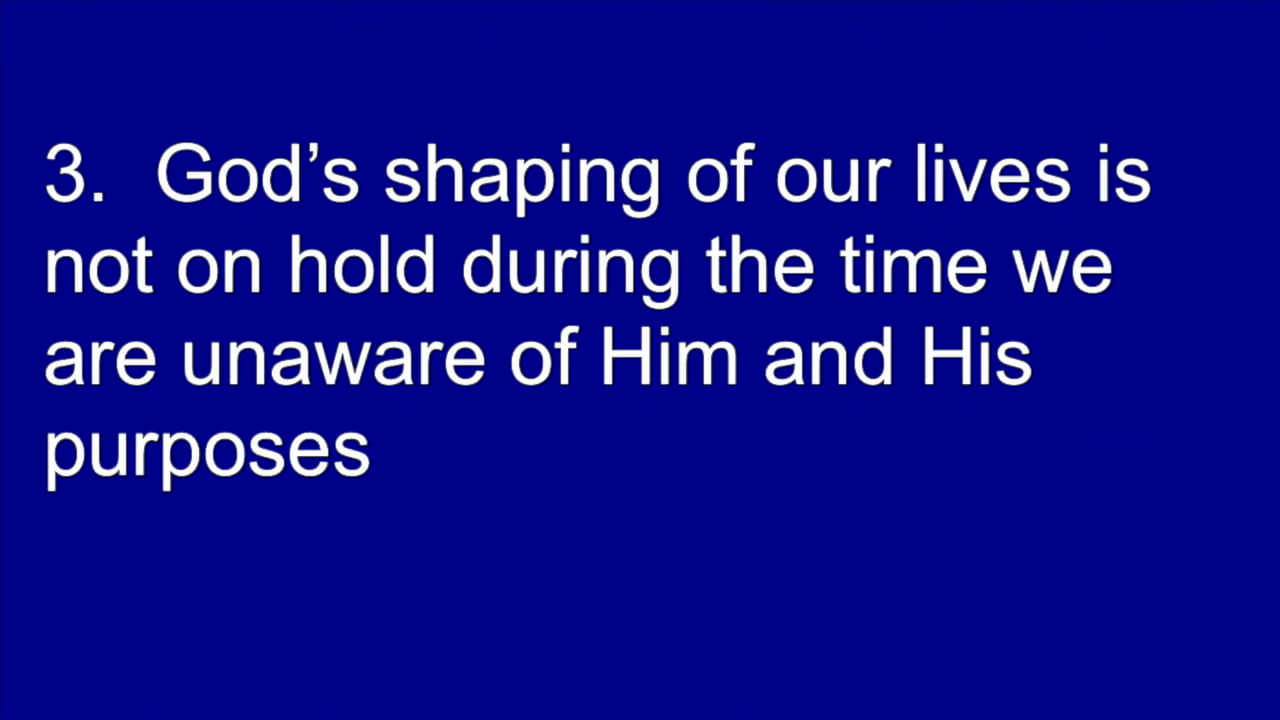 3.  God’s shaping of our lives is
not on hold during the time we
are unaware of Him and His
purposes